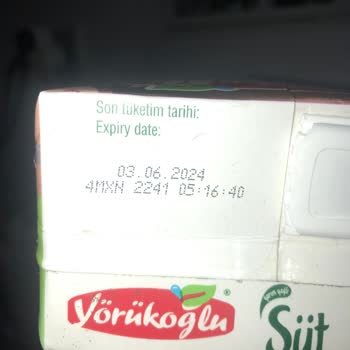 Son tüketim tarihi:
Expiry date:
03.06.2024
4MXN 2241 05:16:40
Yörükoğlu
Süt